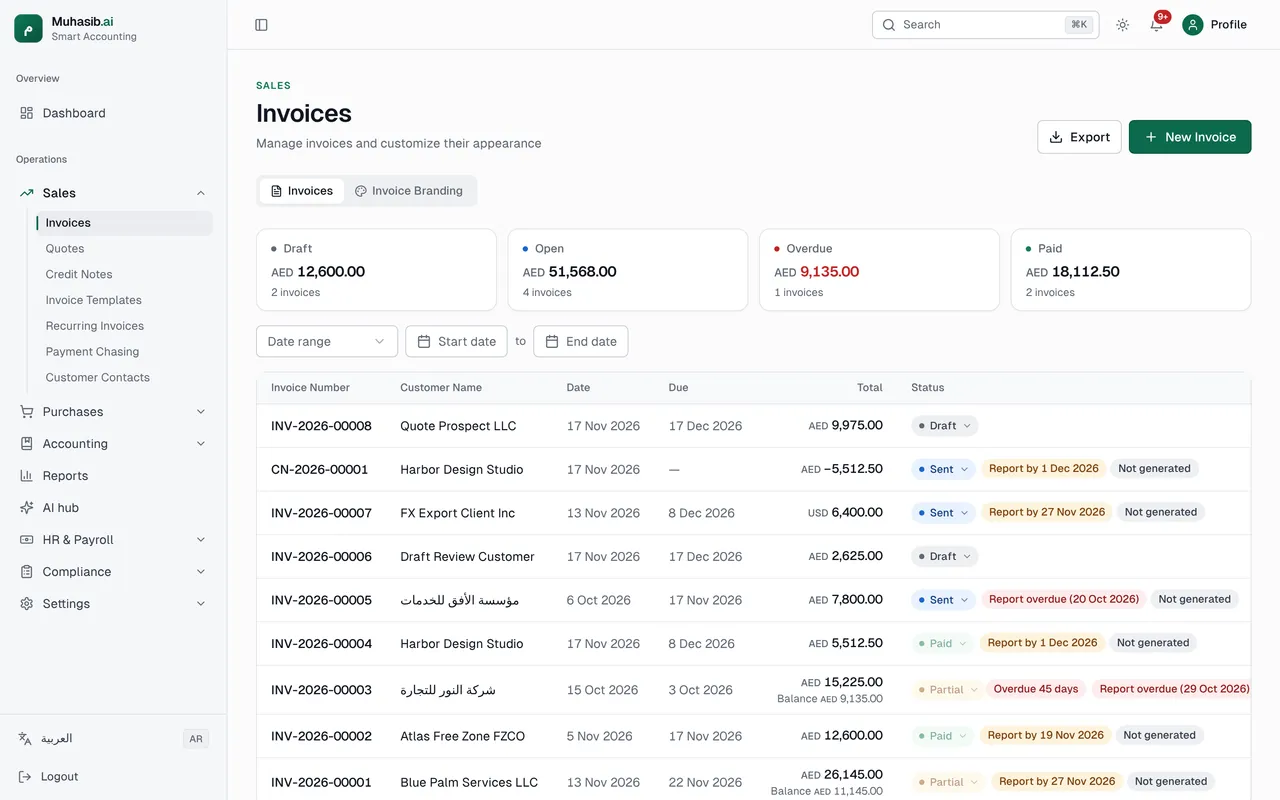 م
Muhasib.ai
Smart Accounting
Overview
Dashboard
Operations
Sales
Invoices
Quotes
Credit Notes
Invoice Templates
Recurring Invoices
Payment Chasing
Customer Contacts
Purchases
Accounting
Reports
AI hub
HR & Payroll
Compliance
Settings
العربية AR
Logout
Search ⌘K 9+ Profile
SALES
Invoices
Manage invoices and customize their appearance
Export + New Invoice
Invoices Invoice Branding
Draft
AED 12,600.00
2 invoices
Open
AED 51,568.00
4 invoices
Overdue
AED 9,135.00
1 invoices
Paid
AED 18,112.50
2 invoices
Date range Start date to End date
Invoice Number Customer Name Date Due Total Status
INV-2026-00008 Quote Prospect LLC 17 Nov 2026 17 Dec 2026 AED 9,975.00 Draft
CN-2026-00001 Harbor Design Studio 17 Nov 2026 — AED −5,512.50 Sent Report by 1 Dec 2026 Not generated
INV-2026-00007 FX Export Client Inc 13 Nov 2026 8 Dec 2026 USD 6,400.00 Sent Report by 27 Nov 2026 Not generated
INV-2026-00006 Draft Review Customer 17 Nov 2026 17 Dec 2026 AED 2,625.00 Draft
INV-2026-00005 مؤسسة الأفق للخدمات 6 Oct 2026 17 Nov 2026 AED 7,800.00 Sent Report overdue (20 Oct 2026) Not generated
INV-2026-00004 Harbor Design Studio 17 Nov 2026 8 Dec 2026 AED 5,512.50 Paid Report by 1 Dec 2026 Not generated
INV-2026-00003 شركة النور للتجارة 15 Oct 2026 3 Oct 2026 AED 15,225.00 Partial Overdue 45 days Report overdue (29 Oct 2026)
Balance AED 9,135.00
INV-2026-00002 Atlas Free Zone FZCO 5 Nov 2026 17 Nov 2026 AED 12,600.00 Paid Report by 19 Nov 2026 Not generated
INV-2026-00001 Blue Palm Services LLC 13 Nov 2026 22 Nov 2026 AED 26,145.00 Partial Report by 27 Nov 2026 Not generated
Balance AED 11,145.00